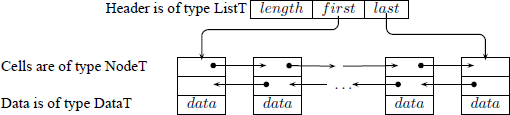 Header is of type ListT length first last
Cells are of type NodeT
...
Data is of type DataT data data data data